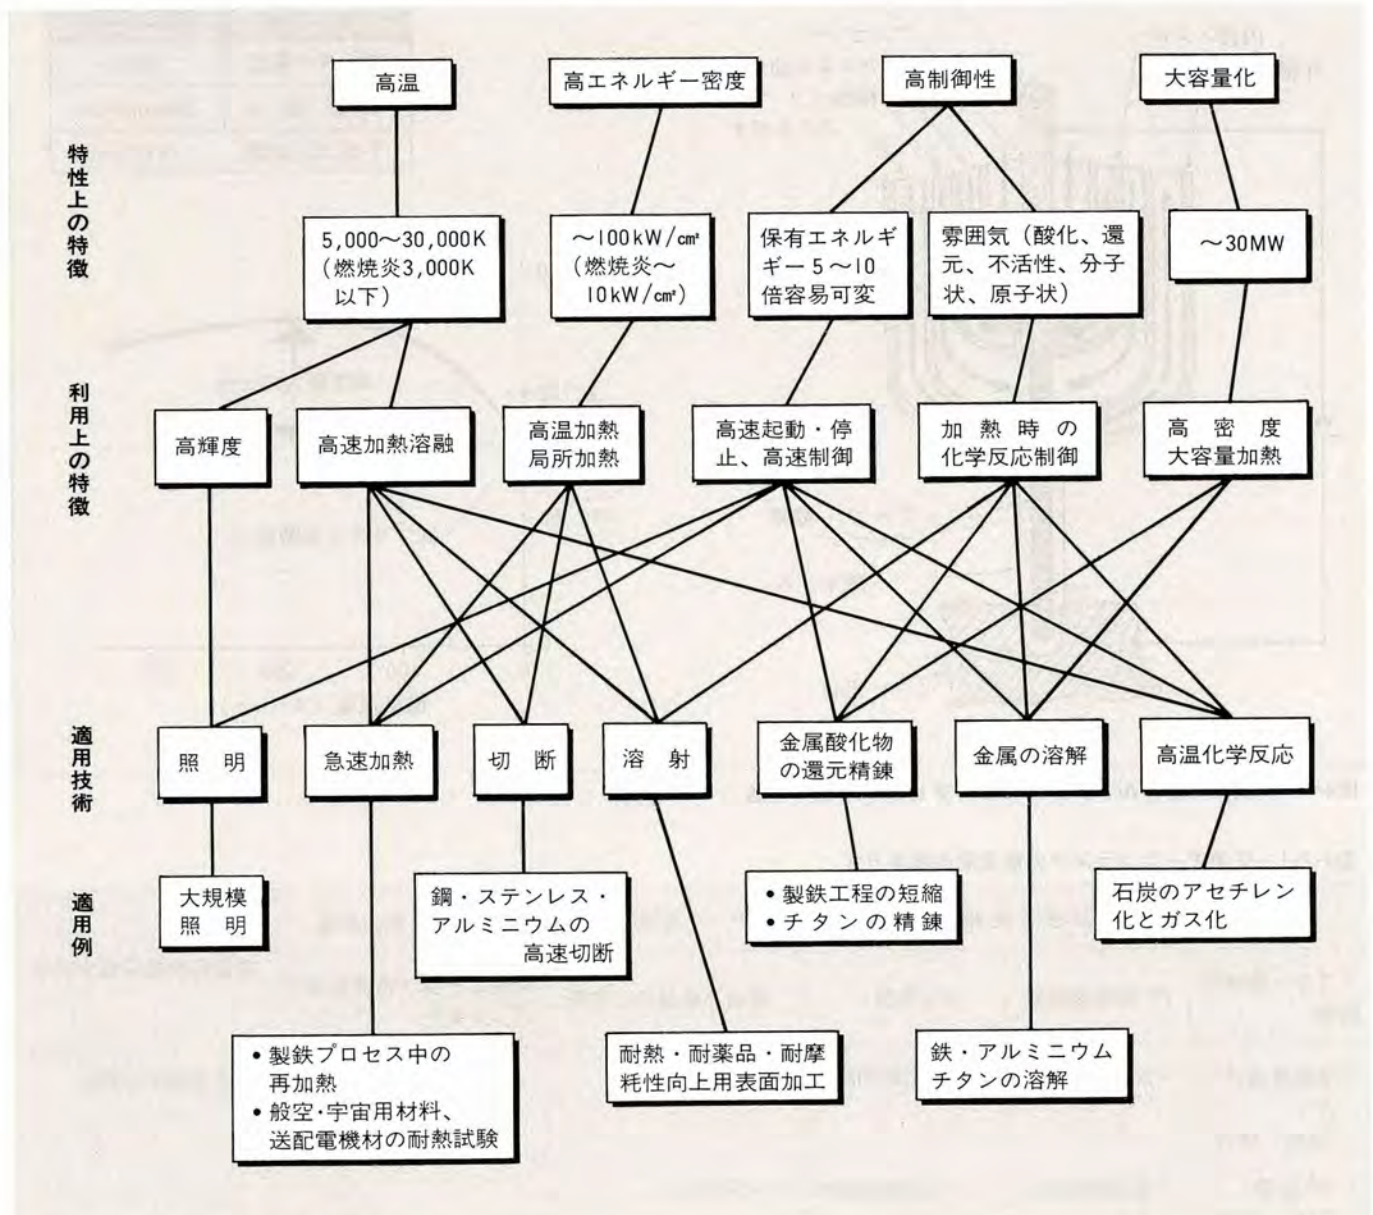 高温
高エネルギー密度
高制御性
大容量化
特性上の特徴
5,000～30,000K
（燃焼炎3,000K
以下）
～100kW/cm²
（燃焼炎～
10kW/cm²）
保有エネルギ
ギー5～10
倍容易可変
雰囲気（酸化、還
元、不活性、分子
状、原子状）
～30MW
利用上の特徴
高輝度
高速加熱溶融
高温加熱
局所加熱
高速起動・停
止、高速制御
加熱時の
化学反応制御
高密度
大容量加熱
適用技術
照明
急速加熱
切断
溶射
金属酸化物
の還元精錬
金属の溶解
高温化学反応
適用例
大規模
照明
鋼・ステンレス・
アルミニウムの
高速切断
•製鉄工程の短縮
•チタンの精錬
石炭のアセチレン
化とガス化
•製鉄プロセス中の
再加熱
•般空・宇宙用材料、
送配電機材の耐熱試験
耐熱・耐薬品・耐摩
耗性向上用表面加工
鉄・アルミニウム
チタンの溶解